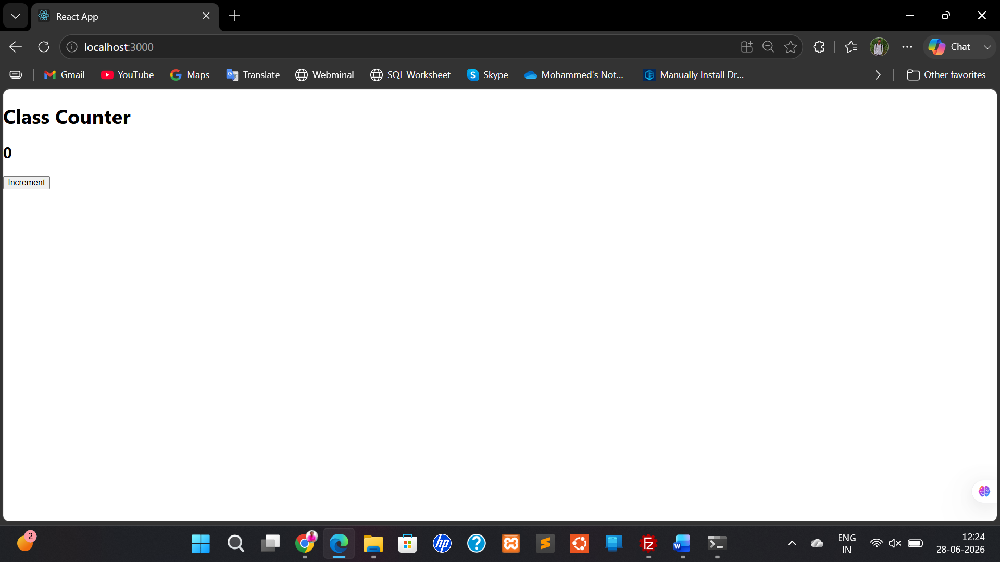 React App
localhost:3000
Chat
Gmail
YouTube
Maps
Translate
Webminal
SQL Worksheet
Skype
Mohammed's Not...
Manually Install Dr...
Other favorites
Class Counter
0
Increment
2
ENG
IN
12:24
28-06-2026